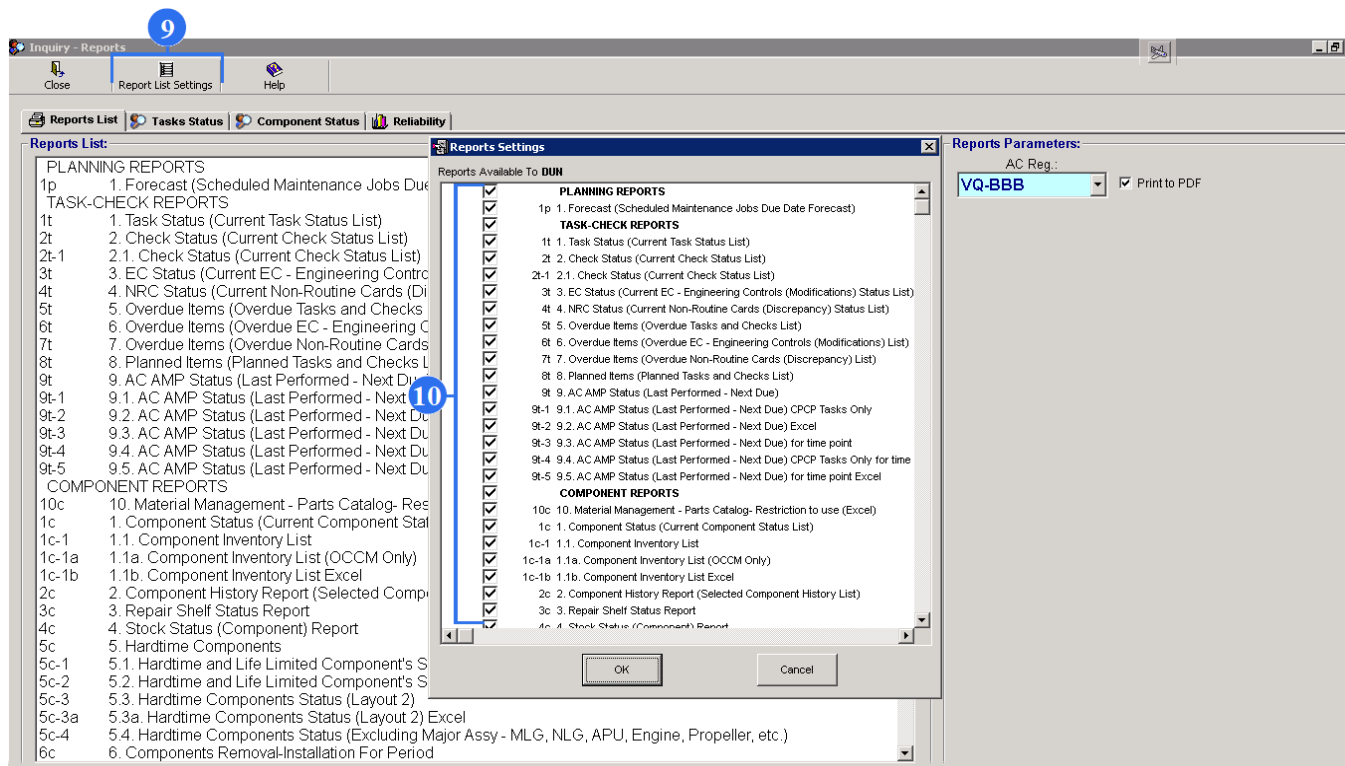 9
Inquiry - Reports
Close Report List Settings Help
Reports List Tasks Status Component Status Reliability
Reports List:
PLANNING REPORTS
1p 1. Forecast (Scheduled Maintenance Jobs Due
TASK-CHECK REPORTS
1t 1. Task Status (Current Task Status List)
2t 2. Check Status (Current Check Status List)
2t-1 2.1. Check Status (Current Check Status List)
3t 3. EC Status (Current EC - Engineering Contro
4t 4. NRC Status (Current Non-Routine Cards (Di
5t 5. Overdue Items (Overdue Tasks and Checks
6t 6. Overdue Items (Overdue EC - Engineering C
7t 7. Overdue Items (Overdue Non-Routine Cards
8t 8. Planned Items (Planned Tasks and Checks L
9t 9. AC AMP Status (Last Performed - Next Du
9t-1 9.1. AC AMP Status (Last Performed - Next
9t-2 9.2. AC AMP Status (Last Performed - Next Du
9t-3 9.3. AC AMP Status (Last Performed - Next Du
9t-4 9.4. AC AMP Status (Last Performed - Next Du
9t-5 9.5. AC AMP Status (Last Performed - Next Du
COMPONENT REPORTS
10c 10. Material Management - Parts Catalog- Res
1c 1. Component Status (Current Component Stat
1c-1 1.1. Component Inventory List
1c-1a 1.1a. Component Inventory List (OCCM Only)
1c-1b 1.1b. Component Inventory List Excel
2c 2. Component History Report (Selected Compo
3c 3. Repair Shelf Status Report
4c 4. Stock Status (Component) Report
5c 5. Hardtime Components
5c-1 5.1. Hardtime and Life Limited Component's S
5c-2 5.2. Hardtime and Life Limited Component's S
5c-3 5.3. Hardtime Components Status (Layout 2)
5c-3a 5.3a. Hardtime Components Status (Layout 2) Excel
5c-4 5.4. Hardtime Components Status (Excluding Major Assy - MLG, NLG, APU, Engine, Propeller, etc.)
6c 6. Components Removal-Installation For Period
10
Reports Settings
Reports Available To DUN
PLANNING REPORTS
1p 1. Forecast (Scheduled Maintenance Jobs Due Date Forecast)
TASK-CHECK REPORTS
1t 1. Task Status (Current Task Status List)
2t 2. Check Status (Current Check Status List)
2t-1 2.1. Check Status (Current Check Status List)
3t 3. EC Status (Current EC - Engineering Controls (Modifications) Status List)
4t 4. NRC Status (Current Non-Routine Cards (Discrepancy) Status List)
5t 5. Overdue Items (Overdue Tasks and Checks List)
6t 6. Overdue Items (Overdue EC - Engineering Controls (Modifications) List)
7t 7. Overdue Items (Overdue Non-Routine Cards (Discrepancy) List)
8t 8. Planned Items (Planned Tasks and Checks List)
9t 9. AC AMP Status (Last Performed - Next Due)
9t-1 9.1. AC AMP Status (Last Performed - Next Due) CPCP Tasks Only
9t-2 9.2. AC AMP Status (Last Performed - Next Due) Excel
9t-3 9.3. AC AMP Status (Last Performed - Next Due) for time point
9t-4 9.4. AC AMP Status (Last Performed - Next Due) CPCP Tasks Only for time
9t-5 9.5. AC AMP Status (Last Performed - Next Due) for time point Excel
COMPONENT REPORTS
10c 10. Material Management - Parts Catalog- Restriction to use (Excel)
1c 1. Component Status (Current Component Status List)
1c-1 1.1. Component Inventory List
1c-1a 1.1a. Component Inventory List (OCCM Only)
1c-1b 1.1b. Component Inventory List Excel
2c 2. Component History Report (Selected Component History List)
3c 3. Repair Shelf Status Report
4c 4. Stock Status (Component) Report
OK Cancel
Reports Parameters:
AC Reg.:
VQ-BBB Print to PDF